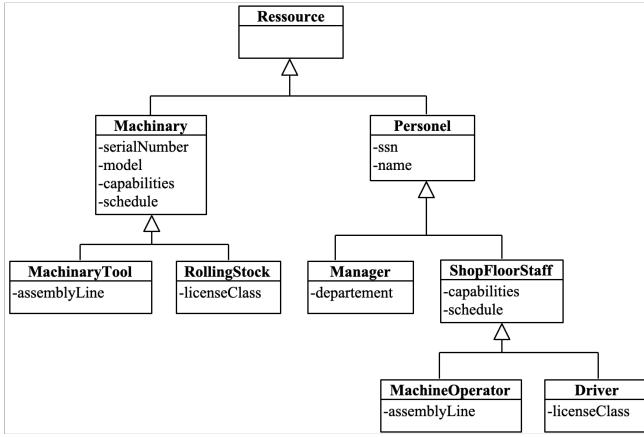 Ressource
Machinary
-serialNumber
-model
-capabilities
-schedule
Personel
-ssn
-name
MachinaryTool
-assemblyLine
RollingStock
-licenseClass
Manager
-departement
ShopFloorStaff
-capabilities
-schedule
MachineOperator
-assemblyLine
Driver
-licenseClass